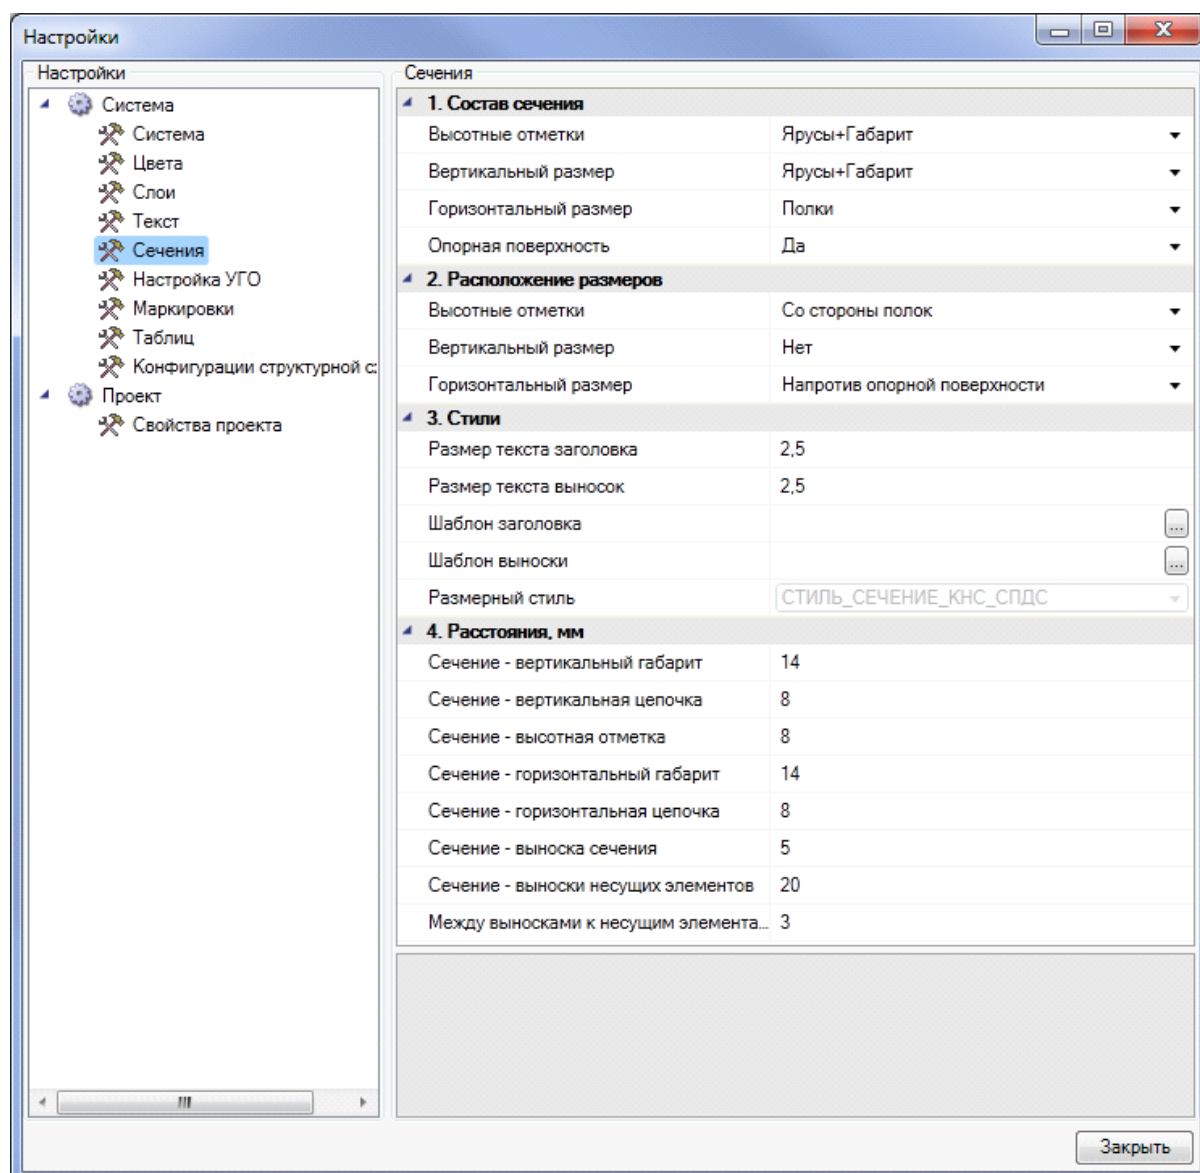 Настройки
Настройки
Система
Система
Цвета
Слои
Текст
Сечения
Настройка УГО
Маркировки
Таблиц
Конфигурации структурной с
Проект
Свойства проекта
Сечения
1. Состав сечения
Высотные отметки Ярусы+Габарит
Вертикальный размер Ярусы+Габарит
Горизонтальный размер Полки
Опорная поверхность Да
2. Расположение размеров
Высотные отметки Со стороны полок
Вертикальный размер Нет
Горизонтальный размер Напротив опорной поверхности
3. Стили
Размер текста заголовка 2,5
Размер текста выносок 2,5
Шаблон заголовка ...
Шаблон выноски ...
Размерный стиль СТИЛЬ_СЕЧЕНИЕ_КНС_СПДС
4. Расстояния, мм
Сечение - вертикальный габарит 14
Сечение - вертикальная цепочка 8
Сечение - высотная отметка 8
Сечение - горизонтальный габарит 14
Сечение - горизонтальная цепочка 8
Сечение - выноска сечения 5
Сечение - выноски несущих элементов 20
Между выносками к несущим элемента... 3
Закрыть